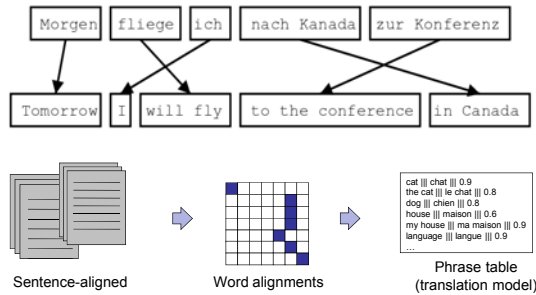 Morgen fliege ich nach Kanada zur Konferenz
Tomorrow I will fly to the conference in Canada
cat ||| chat ||| 0.9
the cat ||| le chat ||| 0.8
dog ||| chien ||| 0.8
house ||| maison ||| 0.6
my house ||| ma maison ||| 0.9
language ||| langue ||| 0.9
…
Sentence-aligned
Word alignments
Phrase table
(translation model)